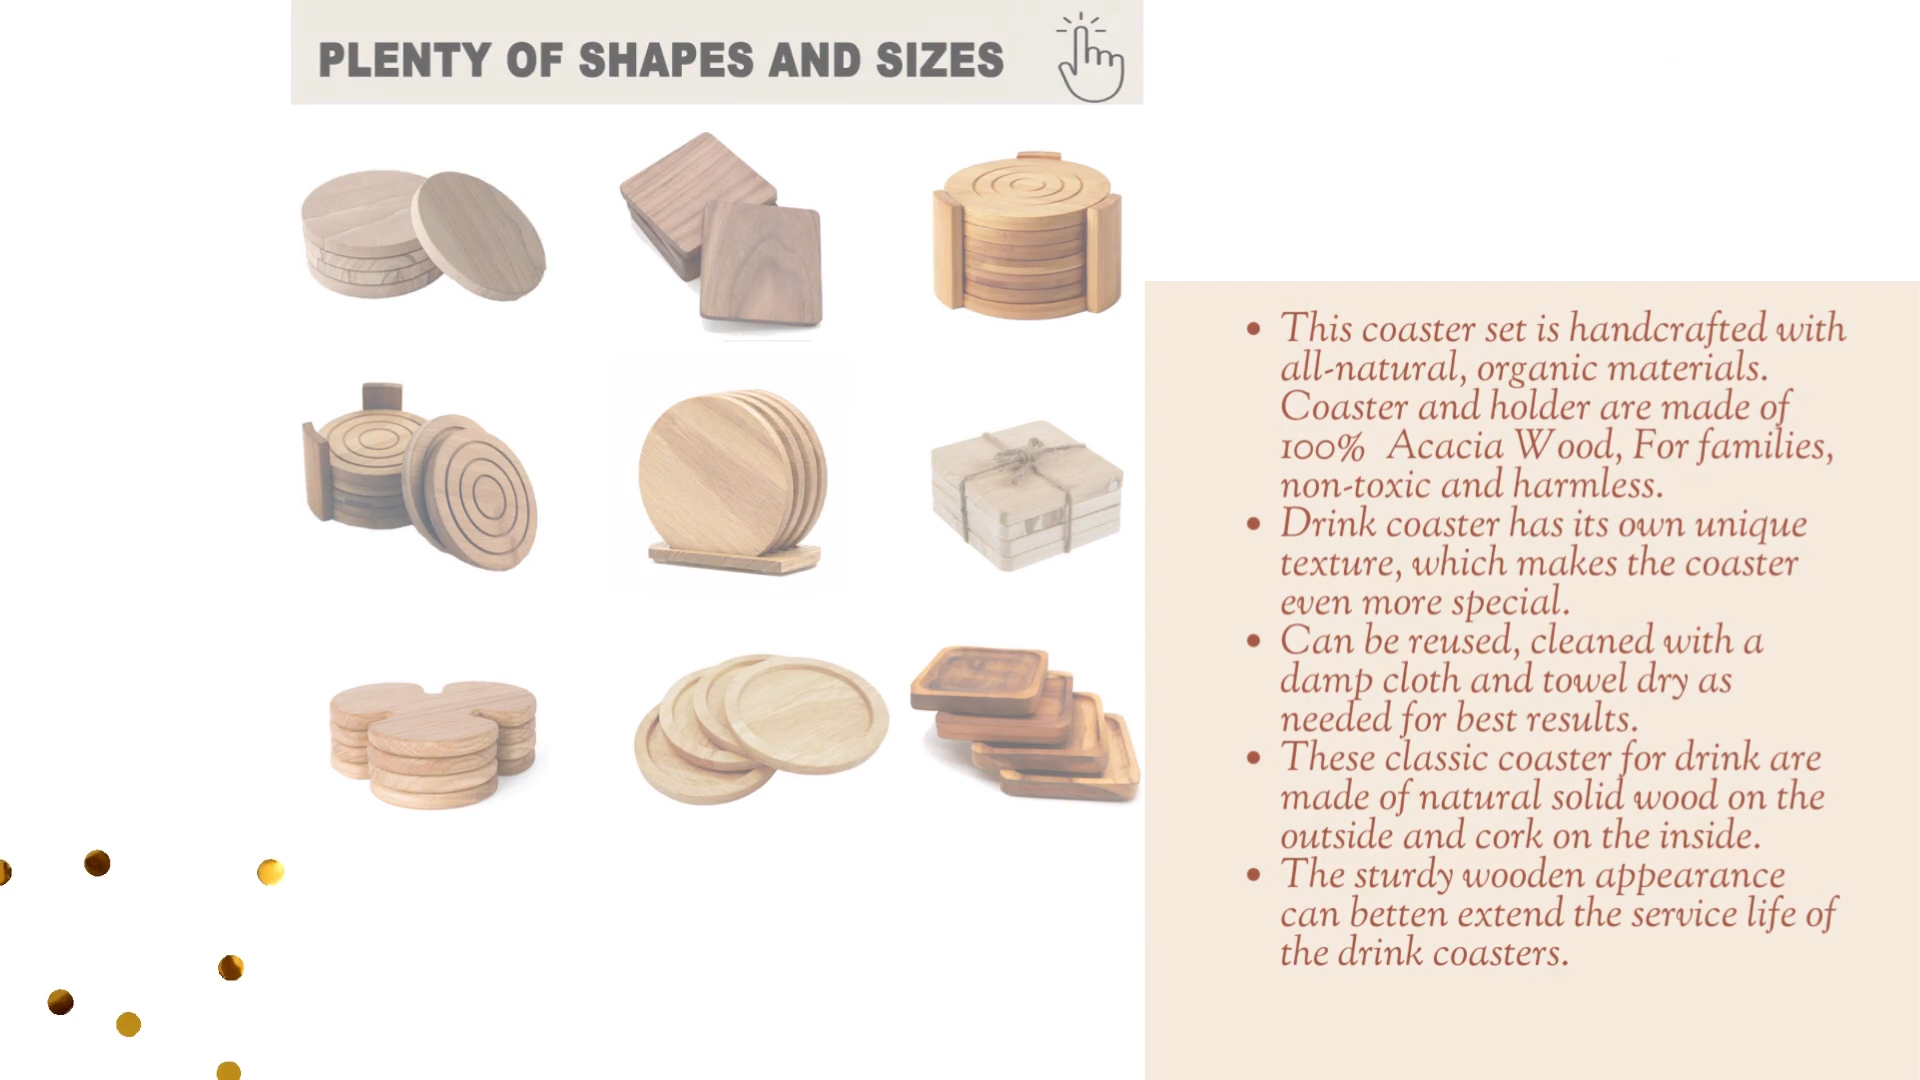 PLENTY OF SHAPES AND SIZES
• This coaster set is handcrafted with
all-natural, organic materials.
Coaster and holder are made of
100%  Acacia Wood, For families,
non-toxic and harmless.
• Drink coaster has its own unique
texture, which makes the coaster
even more special.
• Can be reused, cleaned with a
damp cloth and towel dry as
needed for best results.
• These classic coaster for drink are
made of natural solid wood on the
outside and cork on the inside.
• The sturdy wooden appearance
can betten extend the service life of
the drink coasters.